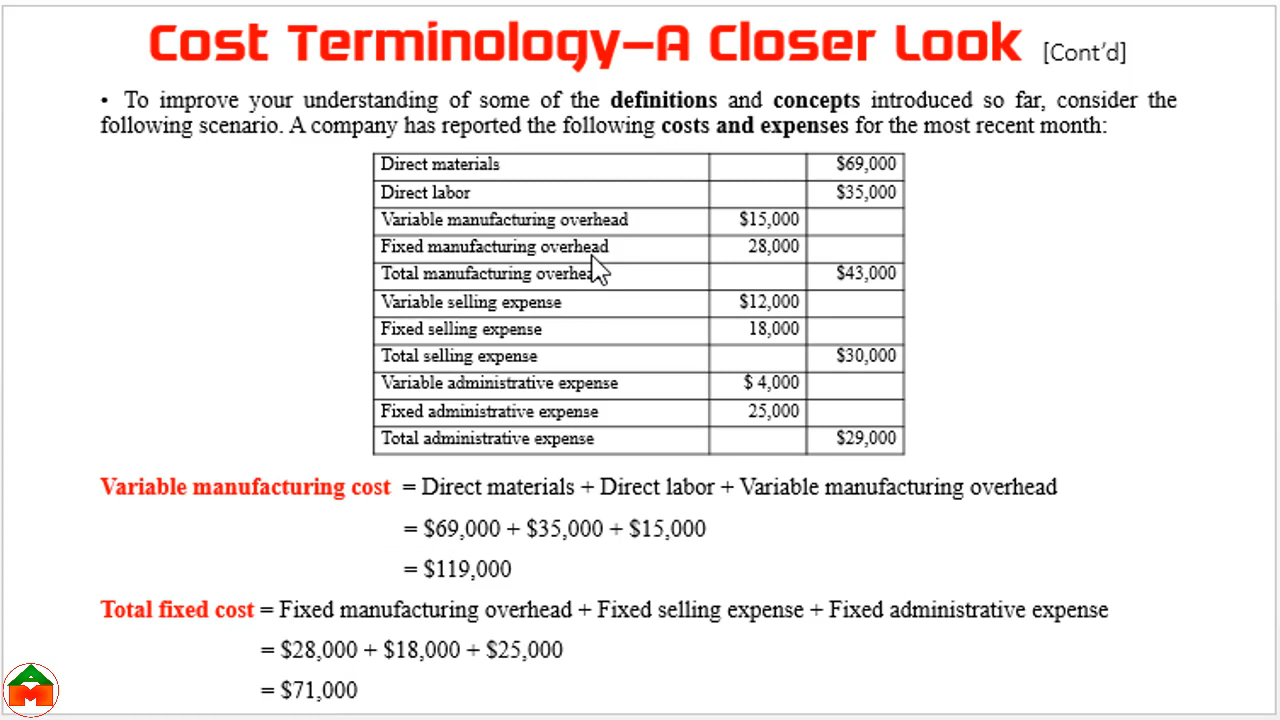 Cost Terminology–A Closer Look [Cont'd]
• To improve your understanding of some of the definitions and concepts introduced so far, consider the
following scenario. A company has reported the following costs and expenses for the most recent month:
Direct materials $69,000
Direct labor $35,000
Variable manufacturing overhead $15,000
Fixed manufacturing overhead 28,000
Total manufacturing overhead $43,000
Variable selling expense $12,000
Fixed selling expense 18,000
Total selling expense $30,000
Variable administrative expense $ 4,000
Fixed administrative expense 25,000
Total administrative expense $29,000
Variable manufacturing cost = Direct materials + Direct labor + Variable manufacturing overhead
= $69,000 + $35,000 + $15,000
= $119,000
Total fixed cost = Fixed manufacturing overhead + Fixed selling expense + Fixed administrative expense
= $28,000 + $18,000 + $25,000
= $71,000